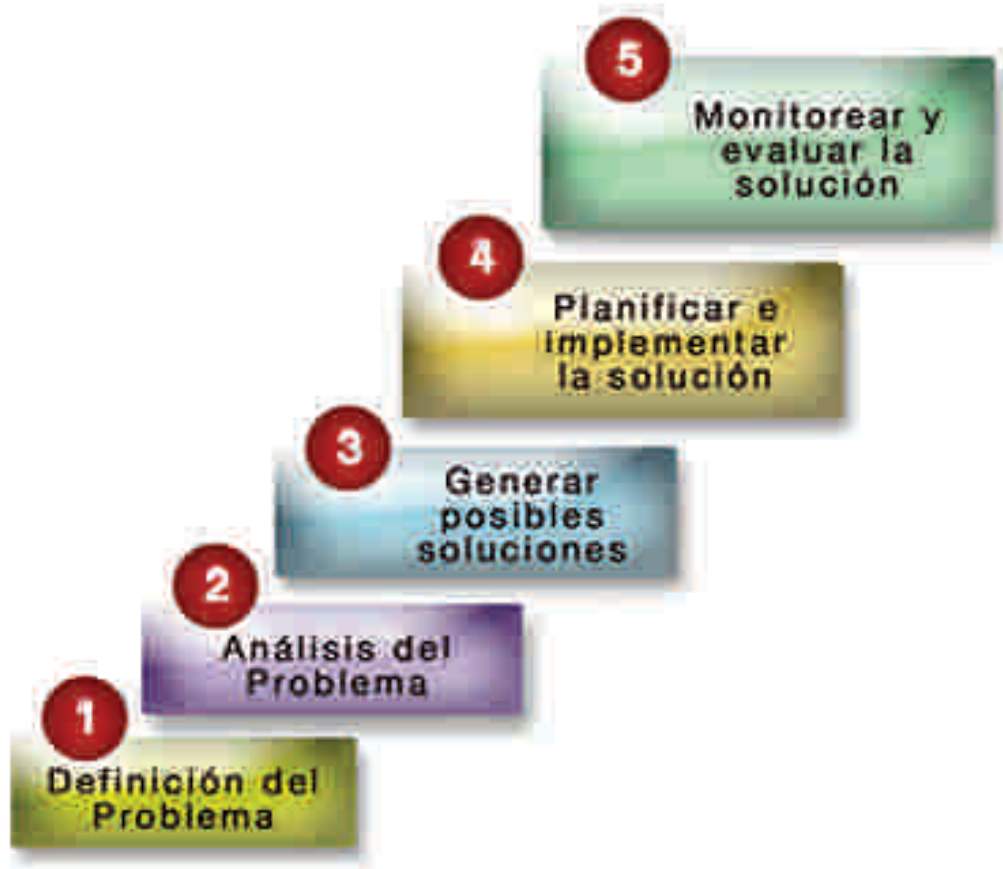 5
Monitorear y
evaluar la
solución
4
Planificar e
implementar
la solución
3
Generar
posibles
soluciones
2
Análisis del
Problema
1
Definición del
Problema